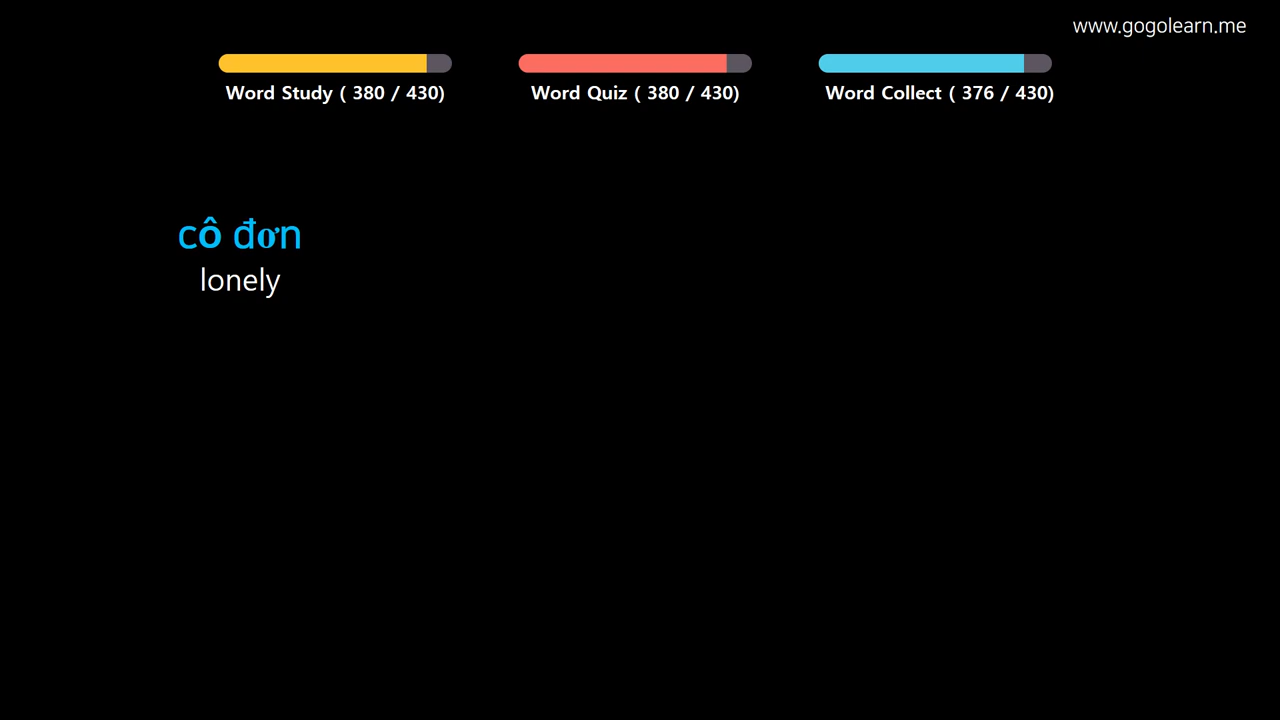 www.gogolearn.me
Word Study ( 380 / 430)
Word Quiz ( 380 / 430)
Word Collect ( 376 / 430)
cô đơn
lonely